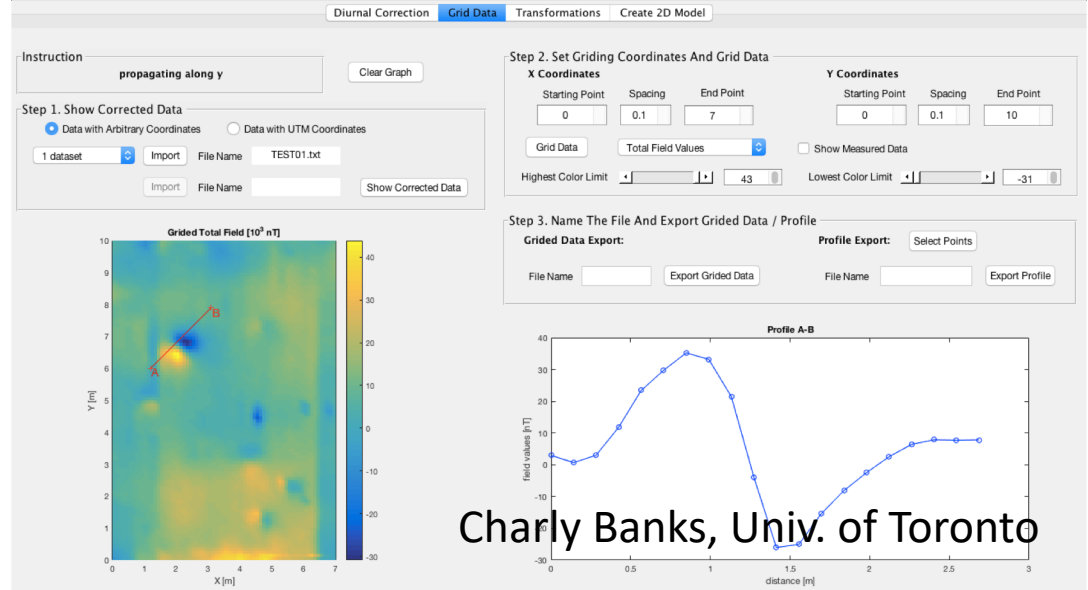 Diurnal Correction Grid Data Transformations Create 2D Model
Instruction
propagating along y
Clear Graph
Step 1. Show Corrected Data
Data with Arbitrary Coordinates Data with UTM Coordinates
1 dataset Import File Name TEST01.txt
Import File Name Show Corrected Data
Step 2. Set Griding Coordinates And Grid Data
X Coordinates Y Coordinates
Starting Point Spacing End Point Starting Point Spacing End Point
0 0.1 7 0 0.1 10
Grid Data Total Field Values Show Measured Data
Highest Color Limit 43 Lowest Color Limit -31
Step 3. Name The File And Export Grided Data / Profile
Grided Data Export: Profile Export: Select Points
File Name Export Grided Data File Name Export Profile
Grided Total Field [10³ nT]
10
9
8
7
6
5
4
3
2
1
0
Y [m]
0 1 2 3 4 5 6 7
X [m]
A
B
40
30
20
10
0
-10
-20
-30
Profile A-B
40
30
20
10
0
-10
-20
-30
field values [nT]
0 0.5 1 1.5 2 2.5 3
distance [m]
Charly Banks, Univ. of Toronto